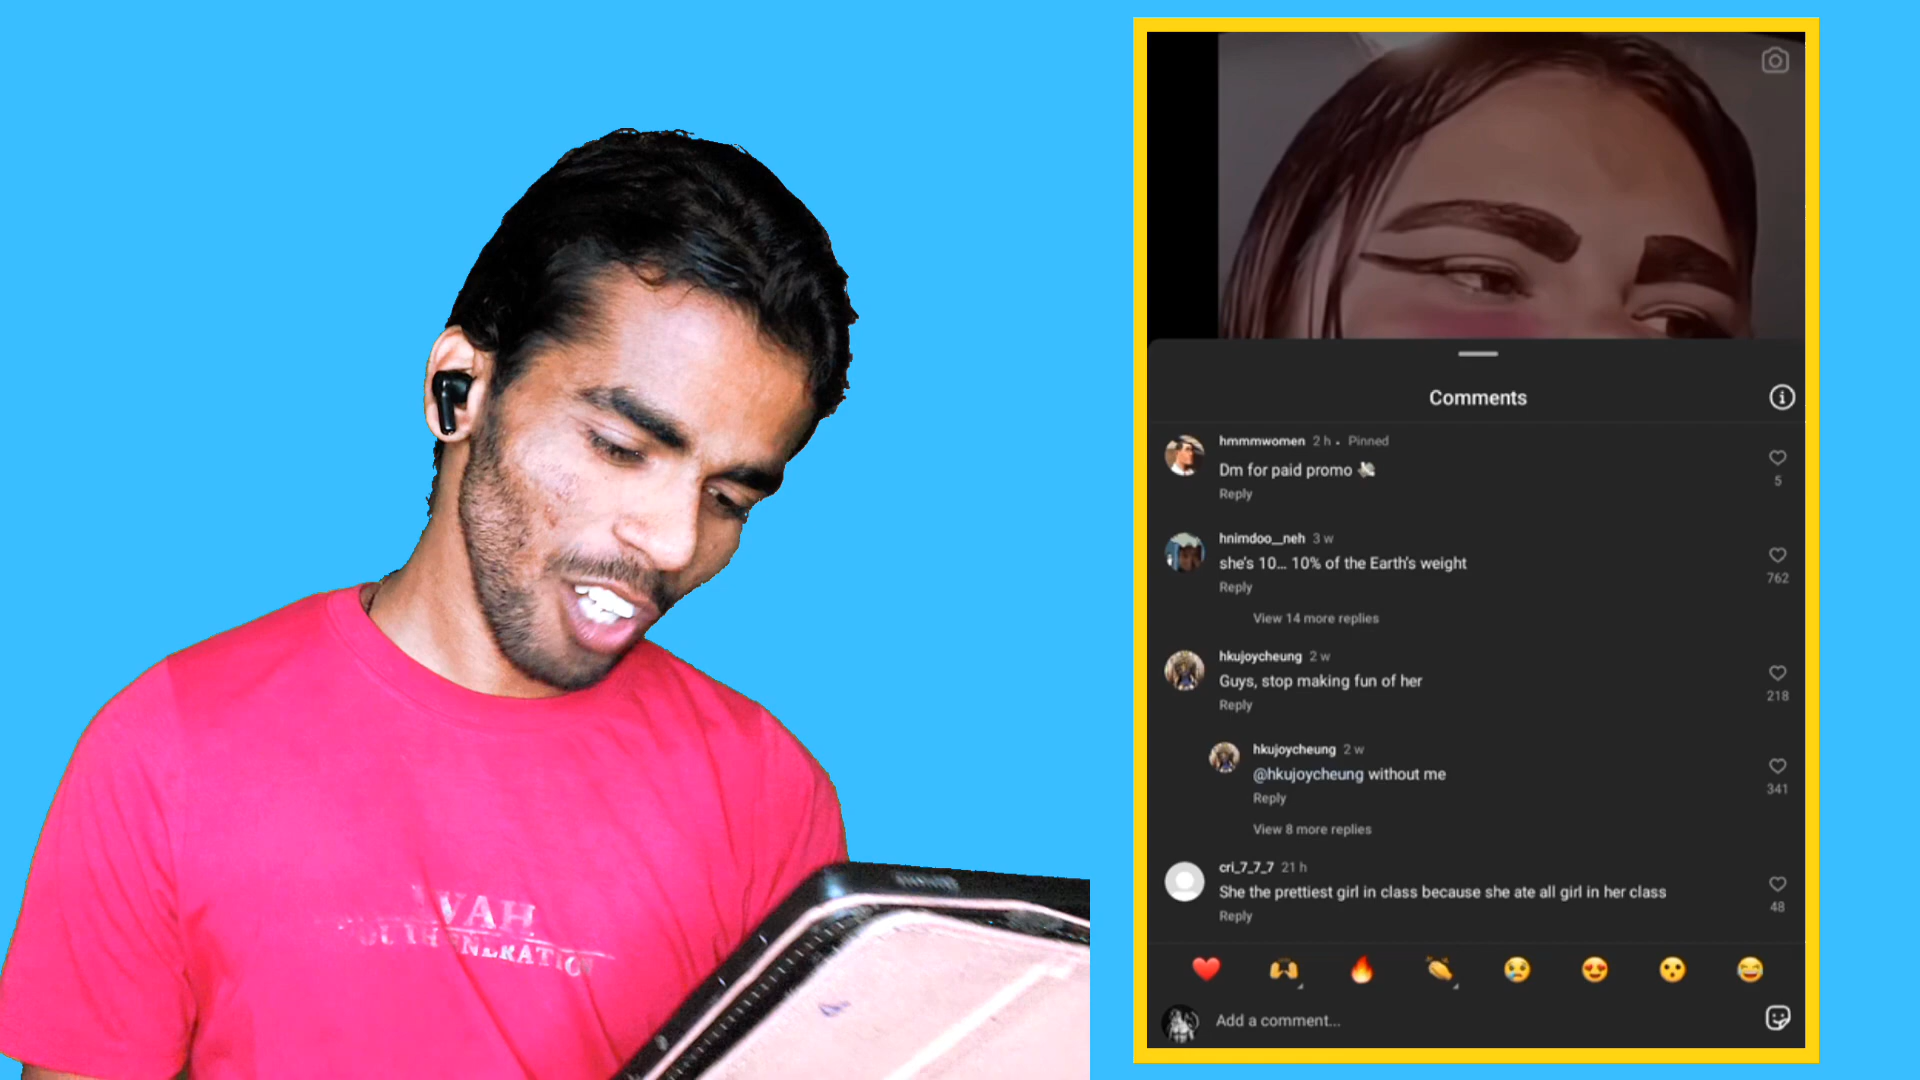 WAH
Comments
hmmmwomen 2 h • Pinned
Dm for paid promo
5
Reply
hnimdoo__neh 3 w
she's 10... 10% of the Earth's weight
762
Reply
View 14 more replies
hkujoycheung 2 w
Guys, stop making fun of her
218
Reply
hkujoycheung 2 w
@hkujoycheung without me
341
Reply
View 8 more replies
cri_7_7_7 21 h
She the prettiest girl in class because she ate all girl in her class
48
Reply
Add a comment...